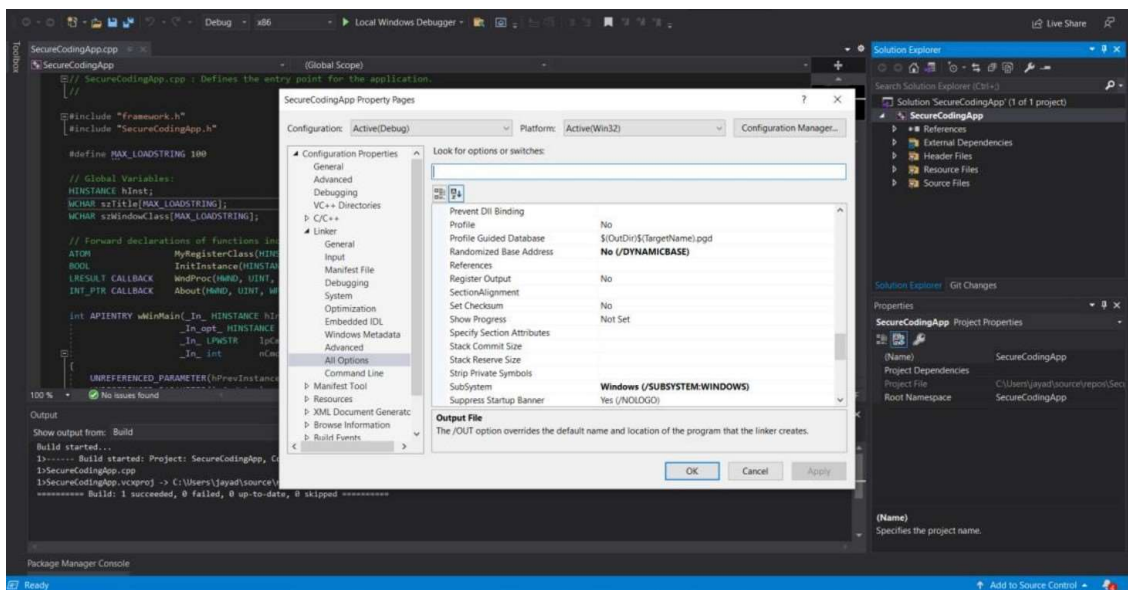 Debug
x86
Local Windows Debugger
Live Share
Toolbox
SecureCodingApp.cpp
SecureCodingApp
(Global Scope)
// SecureCodingApp.cpp : Defines the entry point for the application.
//
#include "framework.h"
#include "SecureCodingApp.h"
#define MAX_LOADSTRING 100
// Global Variables:
HINSTANCE hInst;
WCHAR szTitle[MAX_LOADSTRING];
WCHAR szWindowClass[MAX_LOADSTRING];
// Forward declarations of functions inc
ATOM MyRegisterClass(HINS
BOOL InitInstance(HINSTAN
LRESULT CALLBACK WndProc(HWND, UINT,
INT_PTR CALLBACK About(HWND, UINT, WP
int APIENTRY wWinMain(_In_ HINSTANCE hIn
_In_opt_ HINSTANCE
_In_ LPWSTR lpCm
_In_ int nCmd
{
UNREFERENCED_PARAMETER(hPrevInstance
100 %
No issues found
Output
Show output from: Build
Build started...
1>------ Build started: Project: SecureCodingApp, Co
1>SecureCodingApp.cpp
1>SecureCodingApp.vcxproj -> C:\Users\jayad\source\r
========== Build: 1 succeeded, 0 failed, 0 up-to-date, 0 skipped ==========
Package Manager Console
Ready
Add to Source Control
SecureCodingApp Property Pages
? ×
Configuration: Active(Debug)
Platform: Active(Win32)
Configuration Manager...
Configuration Properties
General
Advanced
Debugging
VC++ Directories
C/C++
Linker
General
Input
Manifest File
Debugging
System
Optimization
Embedded IDL
Windows Metadata
Advanced
All Options
Command Line
Manifest Tool
Resources
XML Document Generatc
Browse Information
Build Events
Look for options or switches:
Prevent Dll Binding
Profile No
Profile Guided Database $(OutDir)$(TargetName).pgd
Randomized Base Address No (/DYNAMICBASE)
References
Register Output No
SectionAlignment
Set Checksum No
Show Progress Not Set
Specify Section Attributes
Stack Commit Size
Stack Reserve Size
Strip Private Symbols
SubSystem Windows (/SUBSYSTEM:WINDOWS)
Suppress Startup Banner Yes (/NOLOGO)
Output File
The /OUT option overrides the default name and location of the program that the linker creates.
OK
Cancel
Apply
Solution Explorer
Search Solution Explorer (Ctrl+;)
Solution 'SecureCodingApp' (1 of 1 project)
SecureCodingApp
References
External Dependencies
Header Files
Resource Files
Source Files
Solution Explorer Git Changes
Properties
SecureCodingApp Project Properties
(Name) SecureCodingApp
Project Dependencies
Project File C:\Users\jayad\source\repos\Sec
Root Namespace SecureCodingApp
(Name)
Specifies the project name.